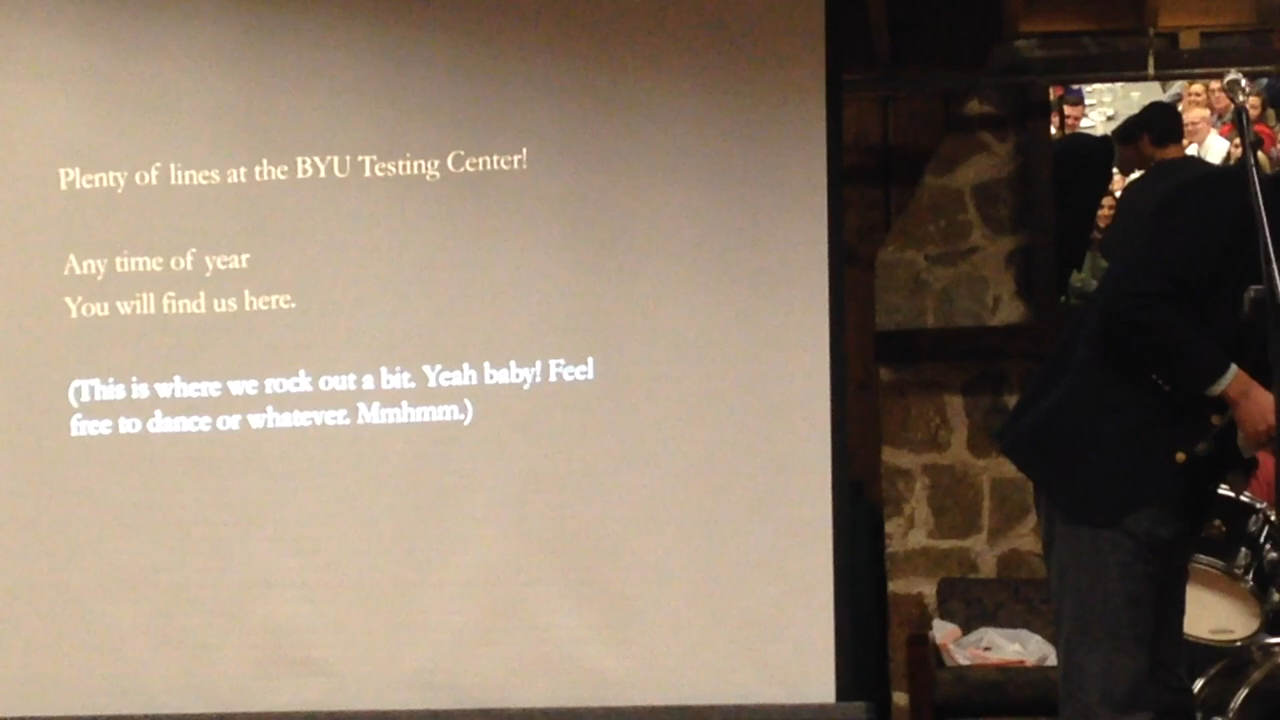 Plenty of lines at the BYU Testing Center!
Any time of year
You will find us here.
(This is where we rock out a bit. Yeah baby! Feel
free to dance or whatever. Mmhmm.)